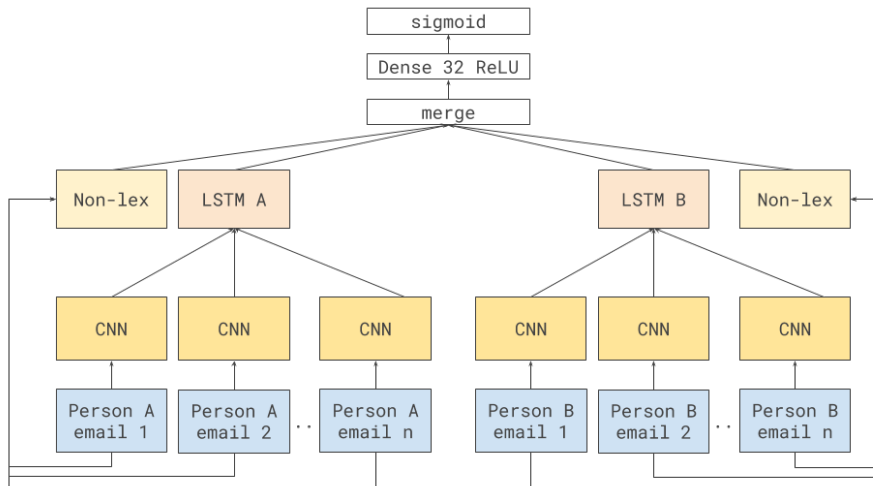 sigmoid
Dense 32 ReLU
merge
Non-lex
LSTM A
LSTM B
Non-lex
CNN
CNN
CNN
CNN
CNN
CNN
Person A
email 1
Person A
email 2
..
Person A
email n
Person B
email 1
Person B
email 2
..
Person B
email n